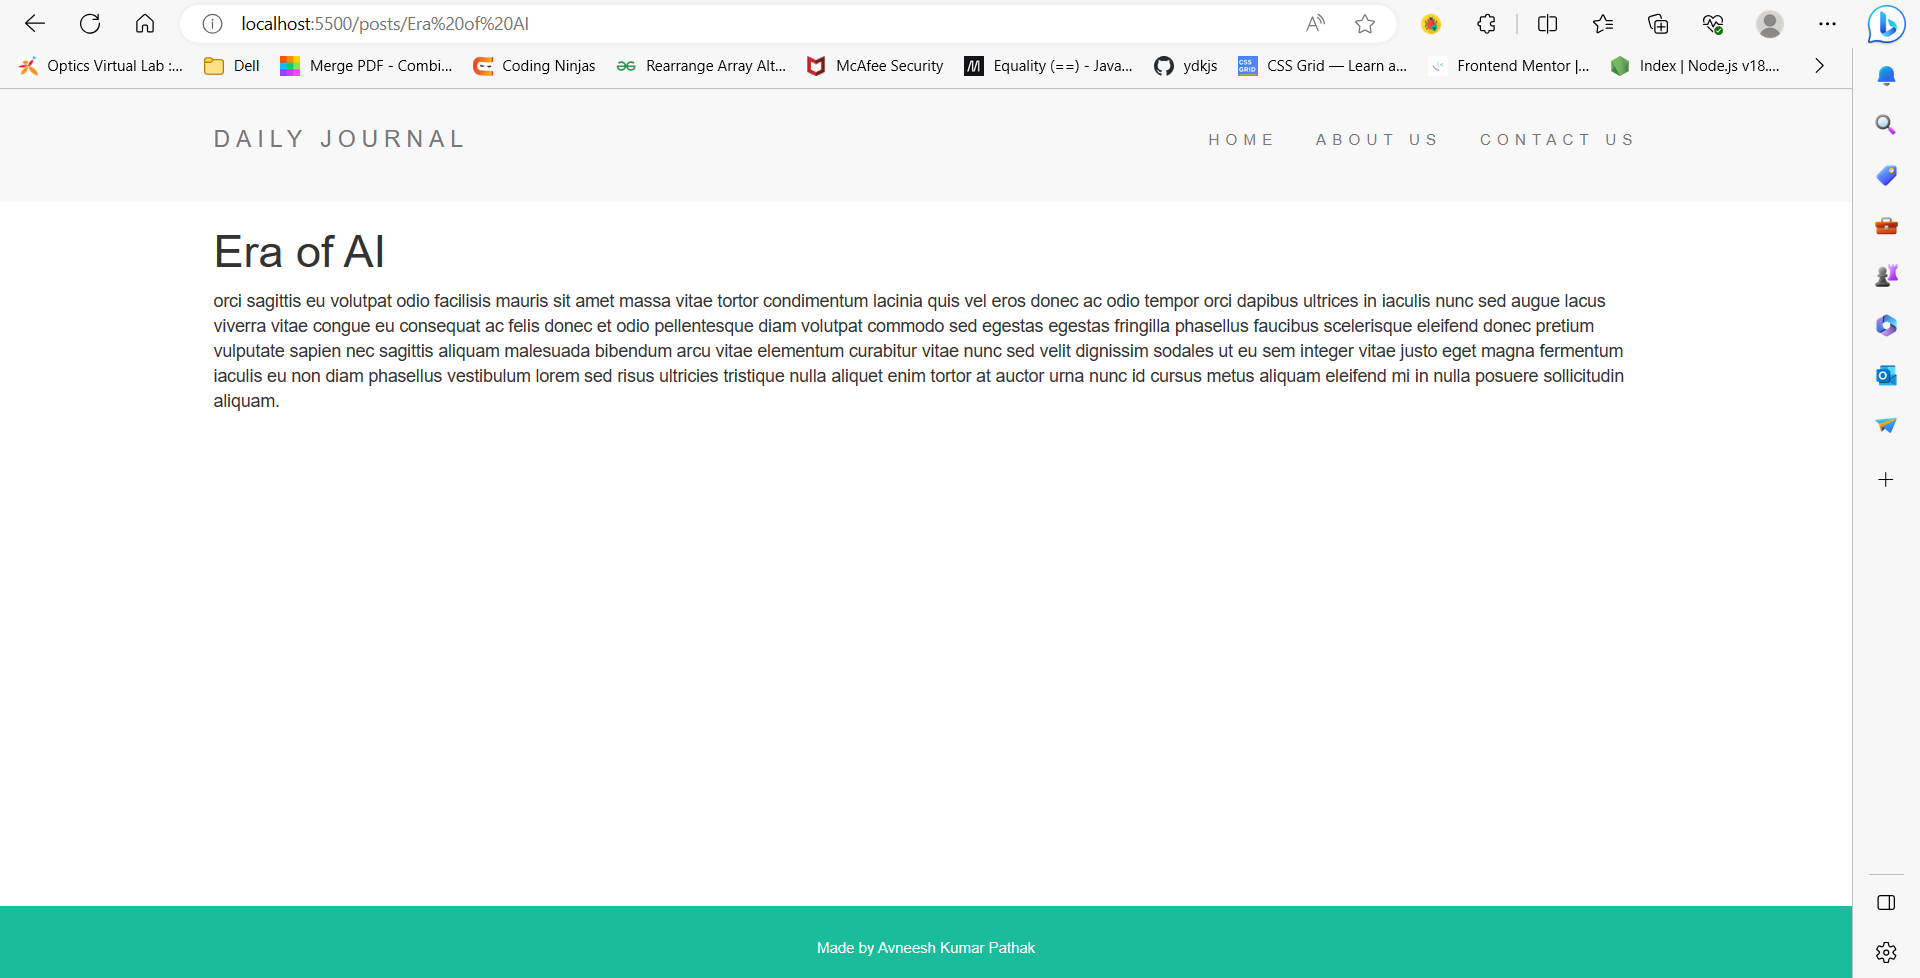 localhost:5500/posts/Era%20of%20AI
Optics Virtual Lab :... Dell Merge PDF - Combi... Coding Ninjas Rearrange Array Alt... McAfee Security Equality (==) - Java... ydkjs CSS Grid — Learn a... Frontend Mentor |... Index | Node.js v18....
DAILY JOURNAL HOME ABOUT US CONTACT US
Era of AI
orci sagittis eu volutpat odio facilisis mauris sit amet massa vitae tortor condimentum lacinia quis vel eros donec ac odio tempor orci dapibus ultrices in iaculis nunc sed augue lacus
viverra vitae congue eu consequat ac felis donec et odio pellentesque diam volutpat commodo sed egestas egestas fringilla phasellus faucibus scelerisque eleifend donec pretium
vulputate sapien nec sagittis aliquam malesuada bibendum arcu vitae elementum curabitur vitae nunc sed velit dignissim sodales ut eu sem integer vitae justo eget magna fermentum
iaculis eu non diam phasellus vestibulum lorem sed risus ultricies tristique nulla aliquet enim tortor at auctor urna nunc id cursus metus aliquam eleifend mi in nulla posuere sollicitudin
aliquam.
Made by Avneesh Kumar Pathak